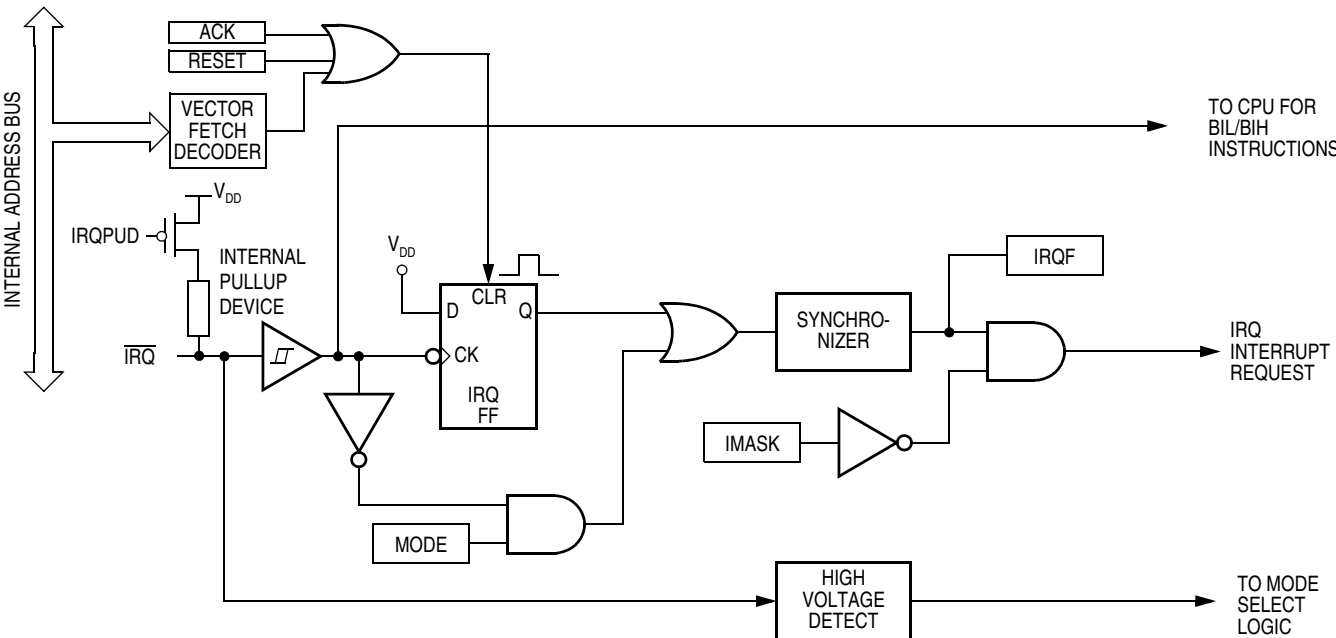 INTERNAL ADDRESS BUS
ACK
RESET
VECTOR
FETCH
DECODER
TO CPU FOR
BIL/BIH
INSTRUCTIONS
VDD
IRQPUD
INTERNAL
PULLUP
DEVICE
VDD
IRQF
D
CLR
Q
CK
IRQ
FF
SYNCHRO-
NIZER
IRQ
INTERRUPT
REQUEST
IRQ
IMASK
MODE
HIGH
VOLTAGE
DETECT
TO MODE
SELECT
LOGIC